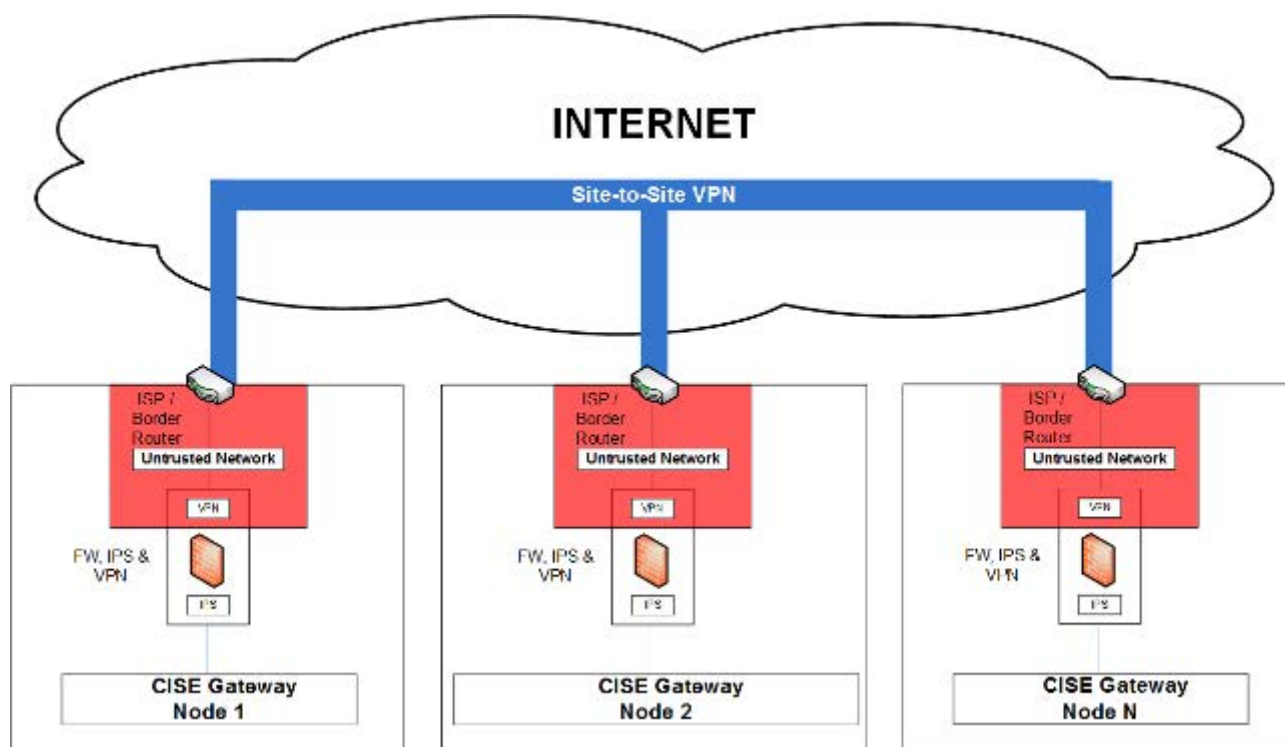 INTERNET
Site-to-Site VPN
ISP /
Border
Router
Untrusted Network
VPN
FW, IPS &
VPN
IPS
CISE Gateway
Node 1
ISP /
Border
Router
Untrusted Network
VPN
FW, IPS &
VPN
IPS
CISE Gateway
Node 2
ISP /
Border
Router
Untrusted Network
VPN
FW, IPS &
VPN
IPS
CISE Gateway
Node N